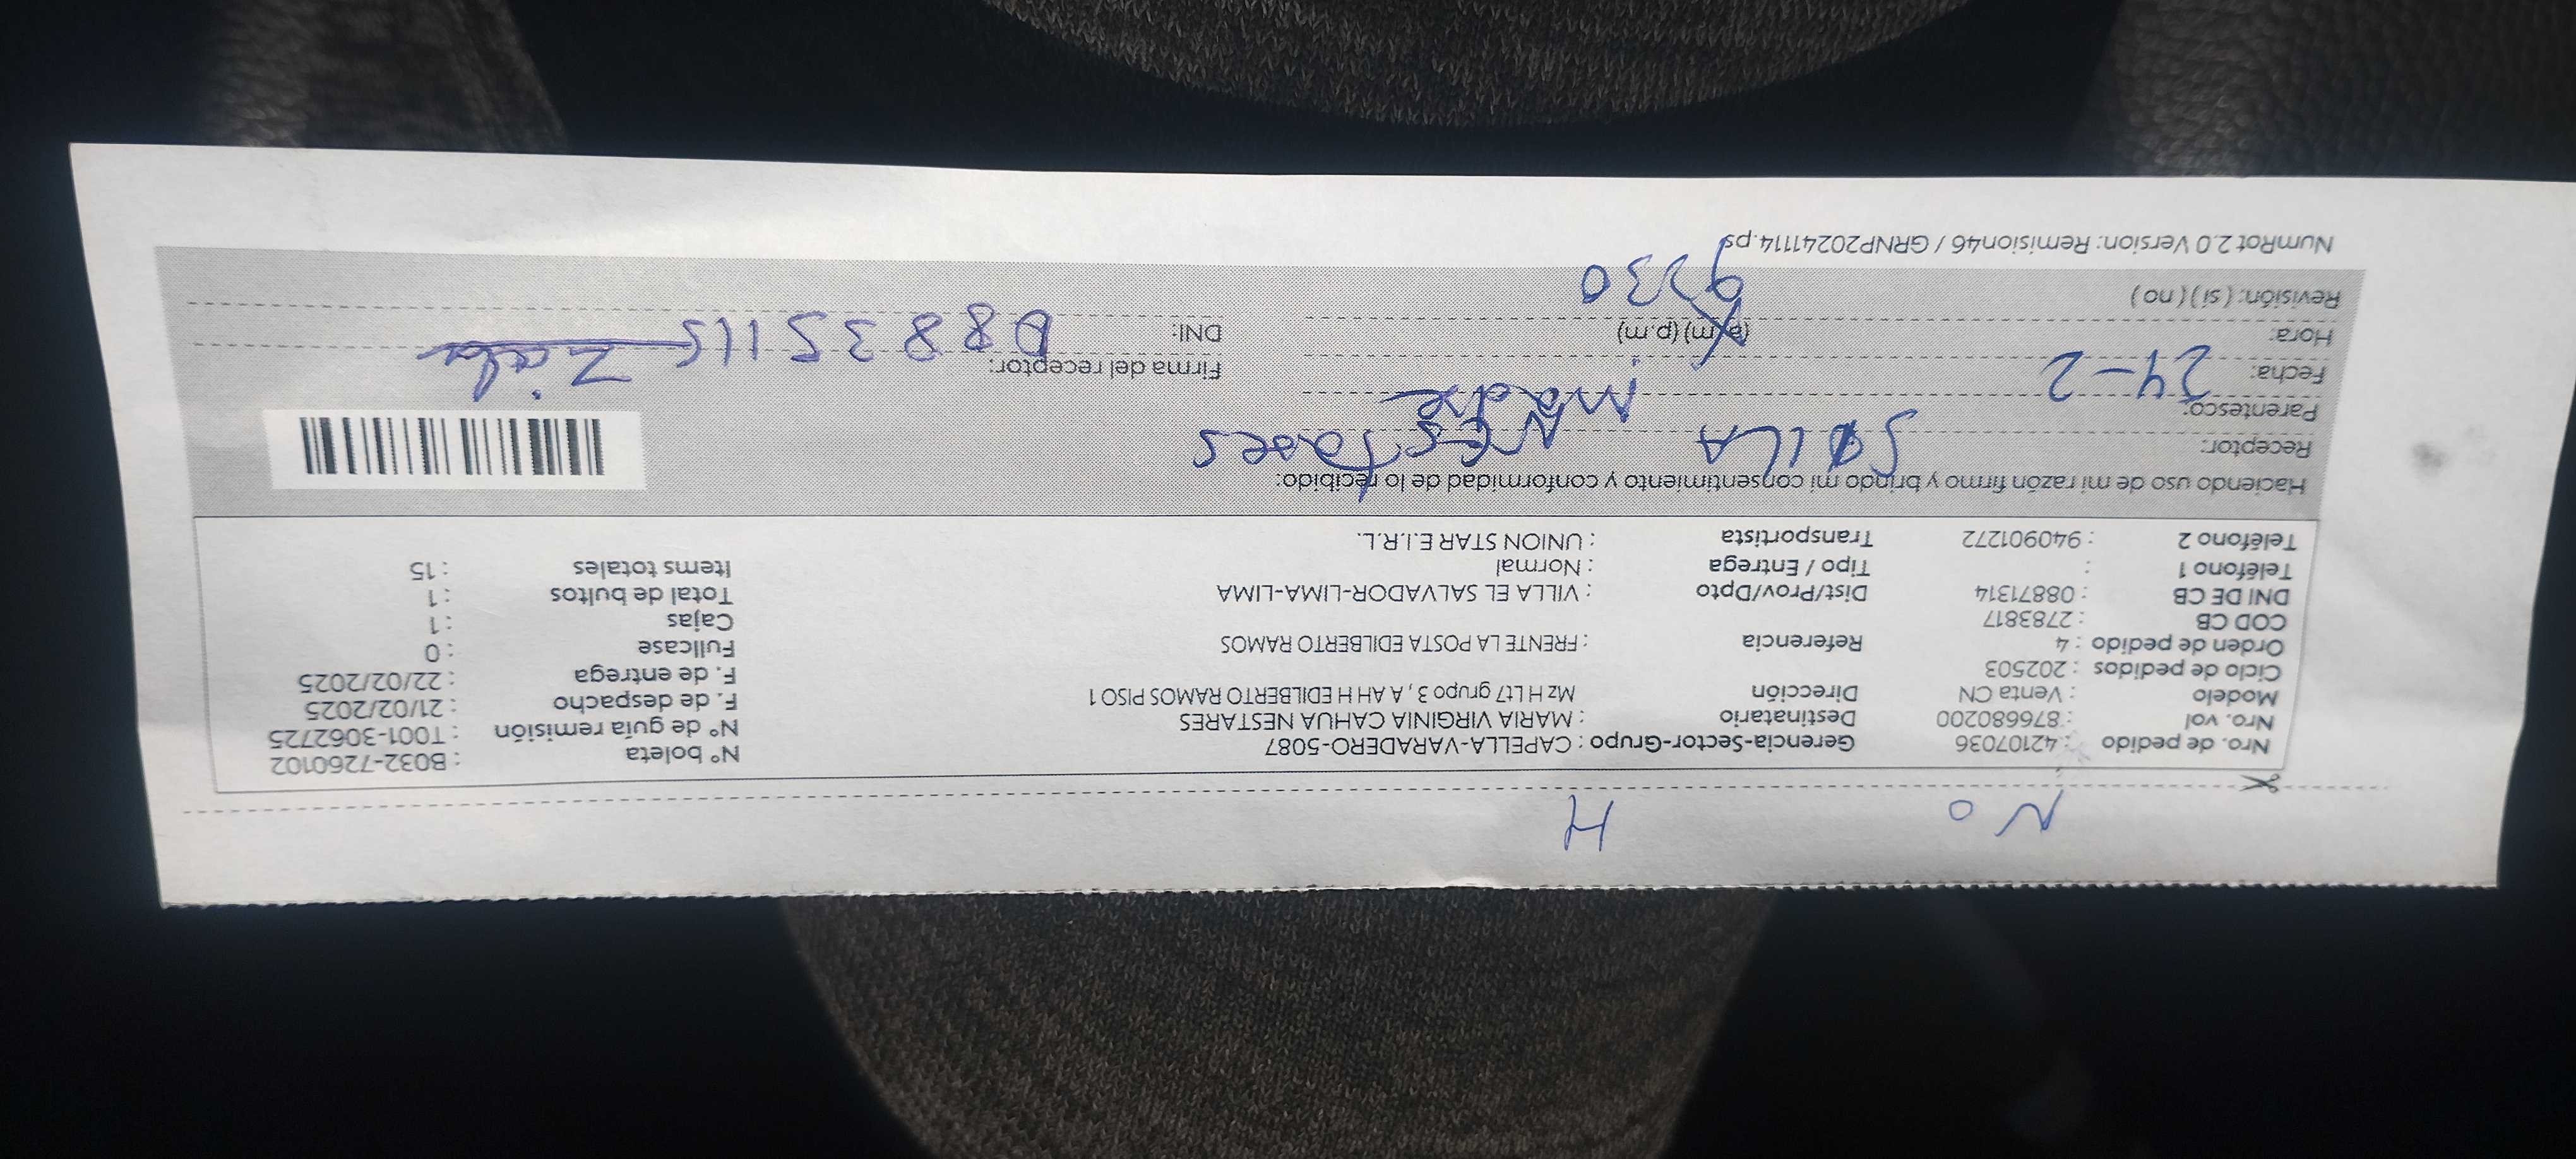 No H
Nro. de pedido : 42107036 Gerencia-Sector-Grupo : CAPELLA-VARADERO-5087 N° boleta : B032-7260102
Nro. vol : 876680200 Destinatario : MARIA VIRGINIA CAHUA NESTARES N° de guía remisión : T001-3062725
Modelo : Venta CN Dirección Mz H Lt7 grupo 3, A AH H EDILBERTO RAMOS PISO 1 F. de despacho : 21/02/2025
Ciclo de pedidos : 202503 F. de entrega : 22/02/2025
Orden de pedido : 4 Referencia : FRENTE LA POSTA EDILBERTO RAMOS Fullcase : 0
COD CB : 2783817 Cajas : 1
DNI DE CB : 08871314 Dist/Prov/Dpto : VILLA EL SALVADOR-LIMA-LIMA Total de bultos : 1
Teléfono 1 : Tipo / Entrega : Normal Items totales : 15
Teléfono 2 : 940901272 Transportista : UNION STAR E.I.R.L.
Haciendo uso de mi razón firmo y brindo mi consentimiento y conformidad de lo recibido:
Receptor: SOILA NESTARES
Parentesco: Madre
Fecha: 24-2 Firma del receptor:
Hora: (a.m) (p.m) DNI: 08835115
Revisión: (si) (no) 9:30
NumRot 2.0 Version: Remision46 / GRNP20241114.ps